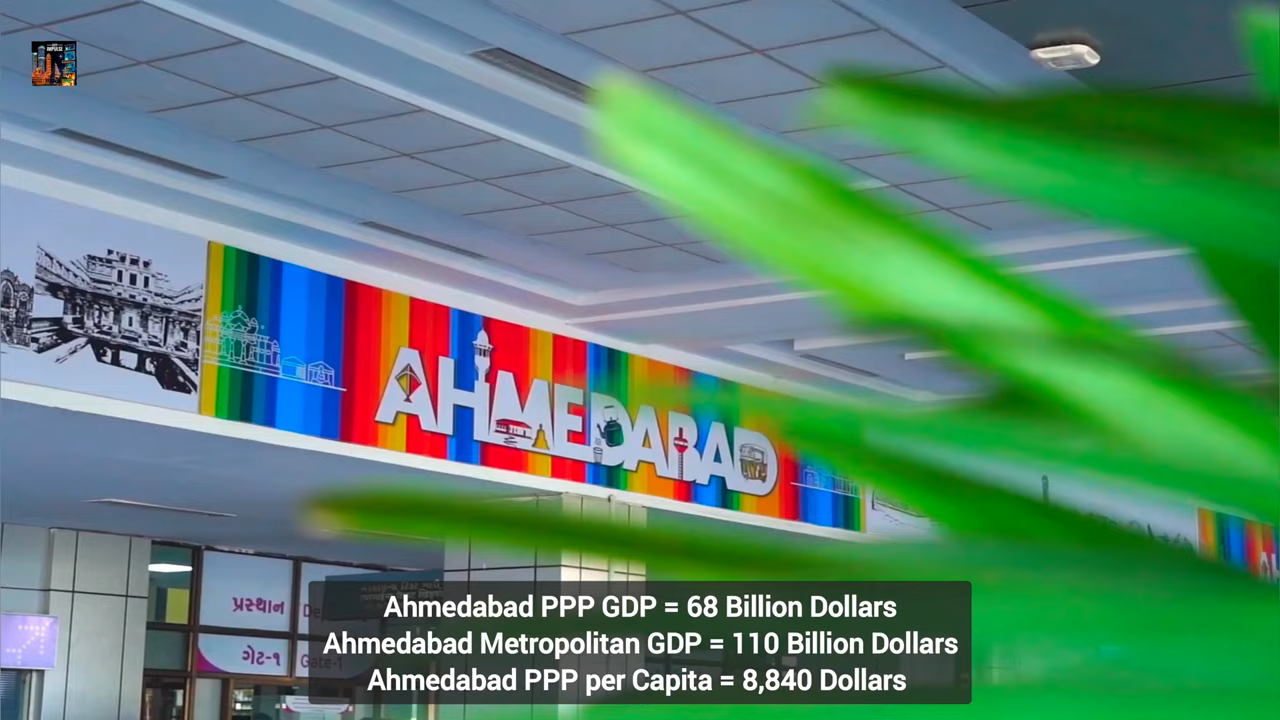 IMPULSE
AHMEDABAD
પ્રસ્થાન
ગેટ-૧
Gate-1
Ahmedabad PPP GDP = 68 Billion Dollars
Ahmedabad Metropolitan GDP = 110 Billion Dollars
Ahmedabad PPP per Capita = 8,840 Dollars